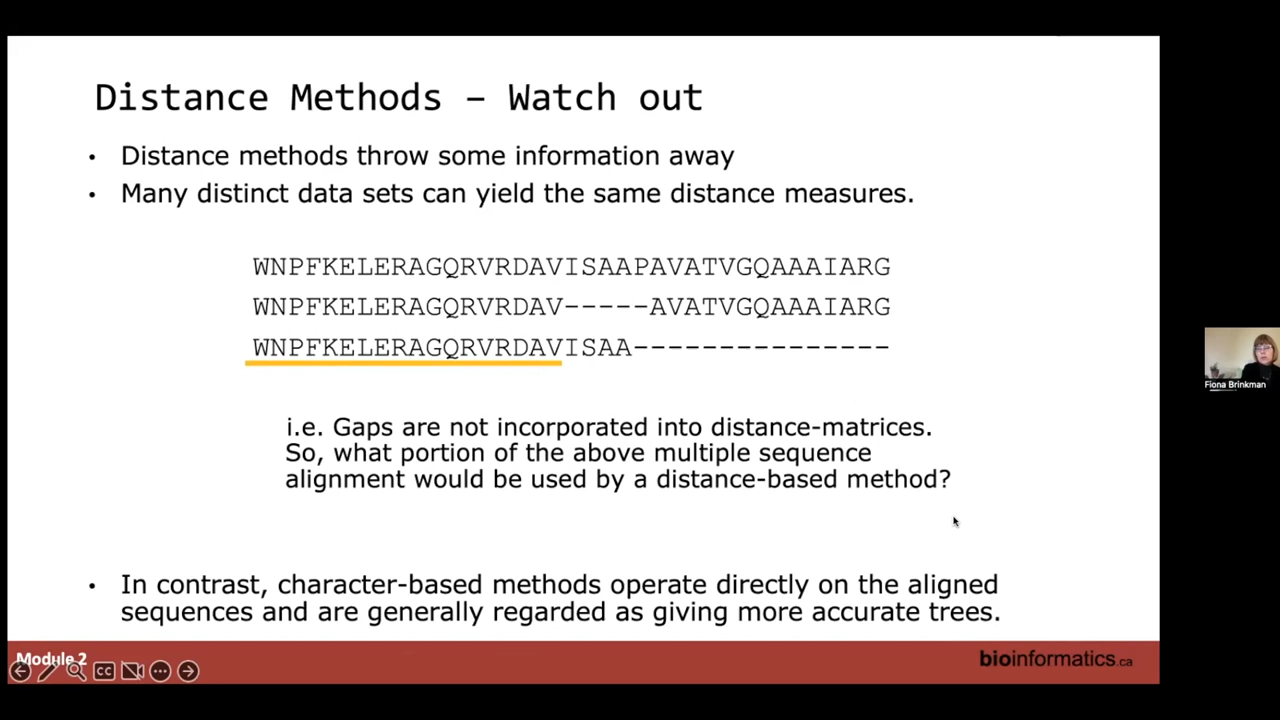 Distance Methods – Watch out
• Distance methods throw some information away
• Many distinct data sets can yield the same distance measures.
WNPFKELERAGQRVRDAVISAAPAVATVGQAAAIARG
WNPFKELERAGQRVRDAV-----AVATVGQAAAIARG
WNPFKELERAGQRVRDAVISAA---------------
i.e. Gaps are not incorporated into distance-matrices.
So, what portion of the above multiple sequence
alignment would be used by a distance-based method?
• In contrast, character-based methods operate directly on the aligned
sequences and are generally regarded as giving more accurate trees.
Module 2
CC
bioinformatics.ca
Fiona Brinkman